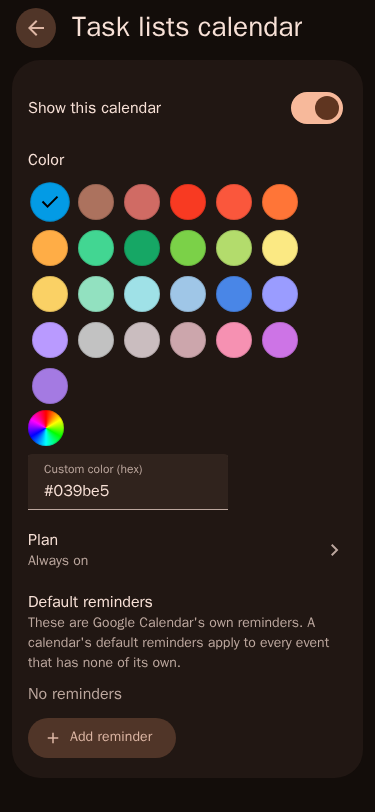 Task lists calendar
Show this calendar
Color
Custom color (hex)
#039be5
Plan
Always on
Default reminders
These are Google Calendar's own reminders. A
calendar's default reminders apply to every event
that has none of its own.
No reminders
Add reminder